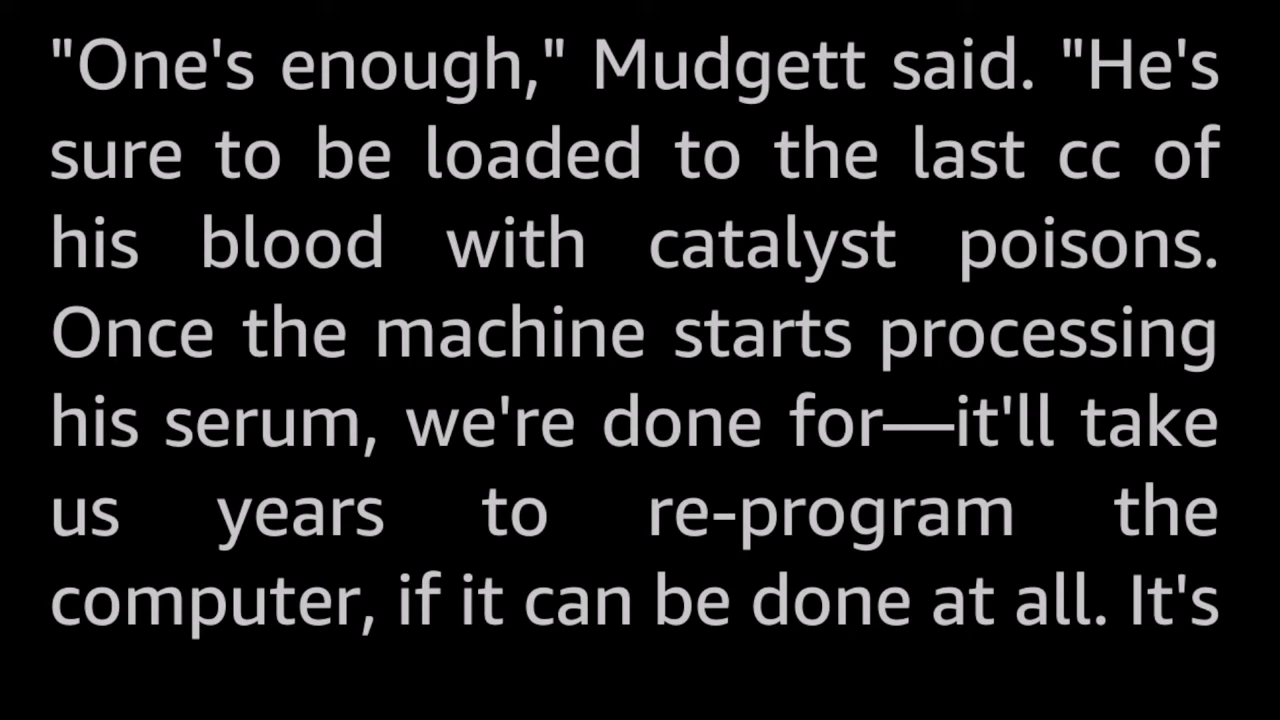 "One's enough," Mudgett said. "He's
sure to be loaded to the last cc of
his blood with catalyst poisons.
Once the machine starts processing
his serum, we're done for—it'll take
us years to re-program the
computer, if it can be done at all. It's